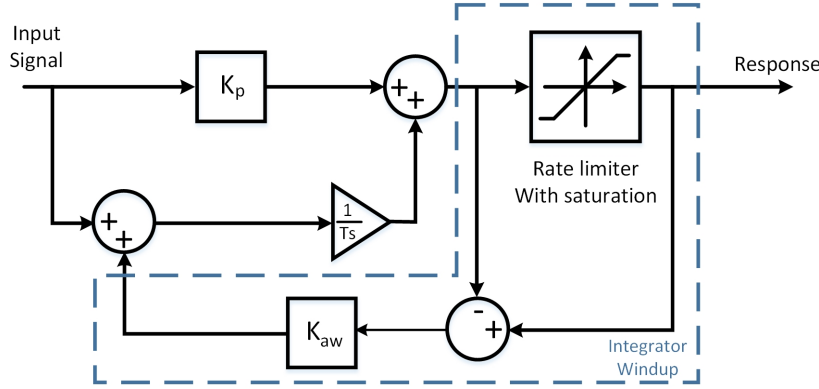 Input
Signal
Kp
+
+
Response
Rate limiter
With saturation
+
+
1
Ts
Kaw
-
+
Integrator
Windup